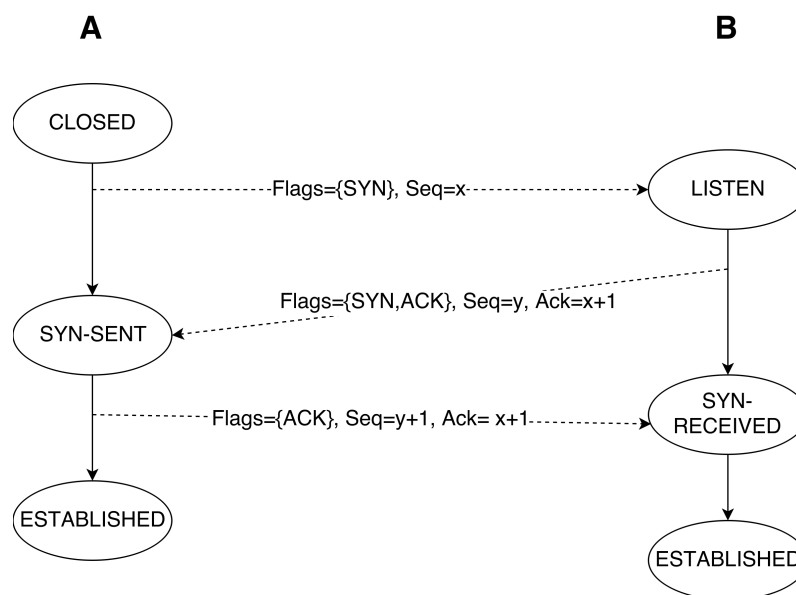 A
B
CLOSED
Flags={SYN}, Seq=x
LISTEN
Flags={SYN,ACK}, Seq=y, Ack=x+1
SYN-SENT
Flags={ACK}, Seq=y+1, Ack= x+1
SYN-
RECEIVED
ESTABLISHED
ESTABLISHED